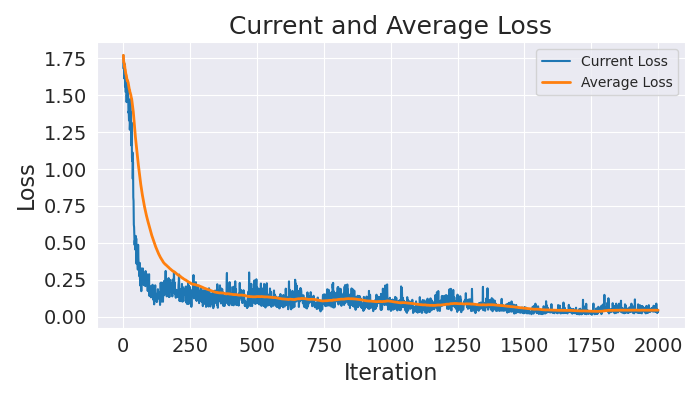 Current and Average Loss
Current Loss
Average Loss
Loss
1.75
1.50
1.25
1.00
0.75
0.50
0.25
0.00
0 250 500 750 1000 1250 1500 1750 2000
Iteration